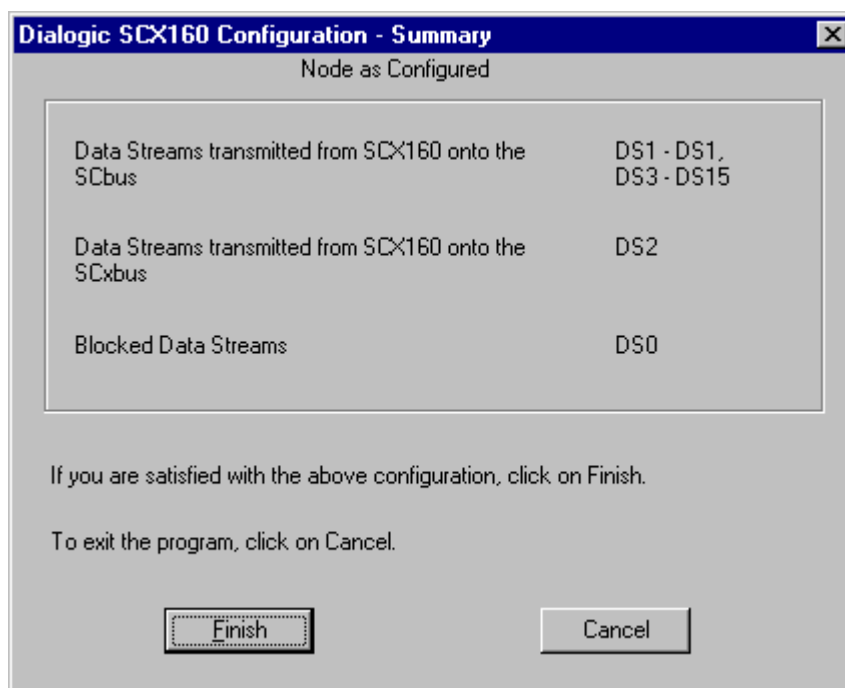 Dialogic SCX160 Configuration - Summary
Node as Configured
Data Streams transmitted from SCX160 onto the
SCbus
DS1 - DS1,
DS3 - DS15
Data Streams transmitted from SCX160 onto the
SCxbus
DS2
Blocked Data Streams
DS0
If you are satisfied with the above configuration, click on Finish.
To exit the program, click on Cancel.
Finish
Cancel